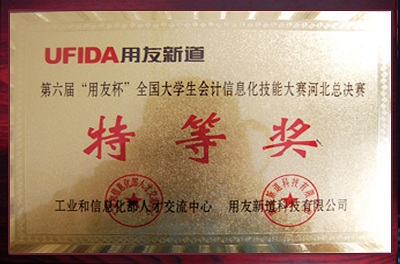 UFIDA用友新道
第六届“用友杯”全国大学生会计信息化技能大赛河北总决赛
特等奖
工业和信息化部人才交流中心 用友新道科技有限公司